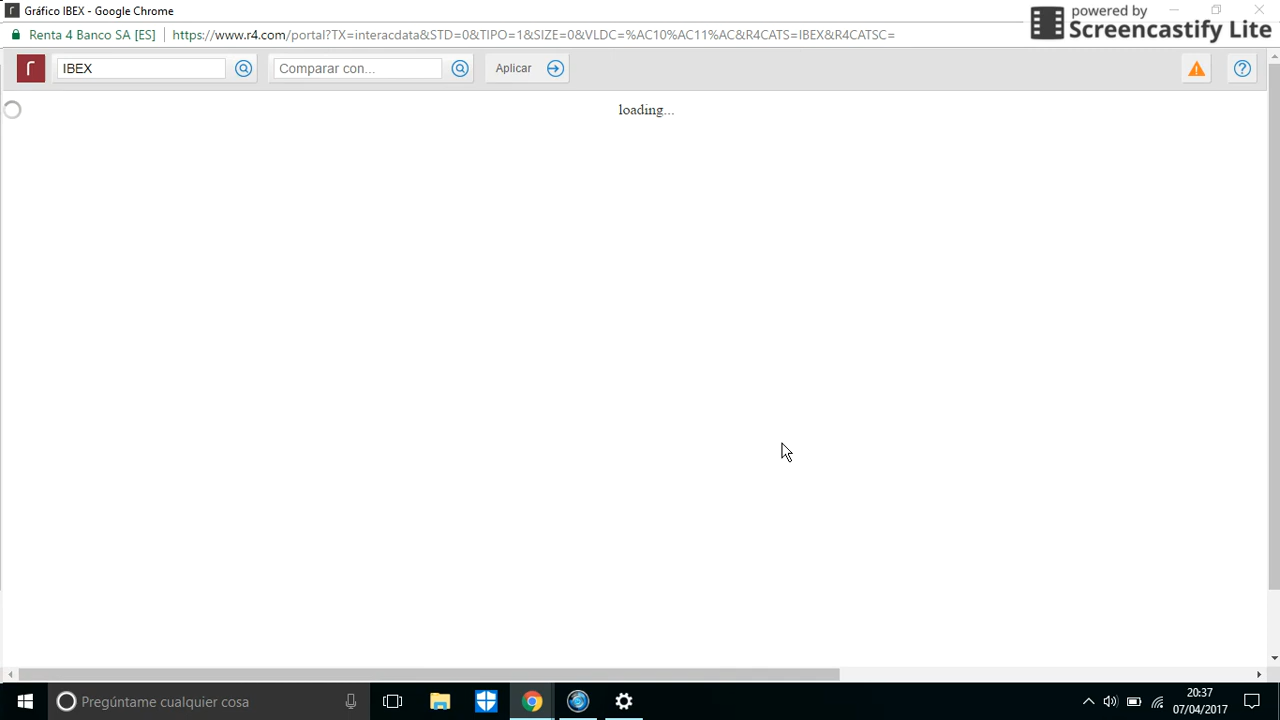 Gráfico IBEX - Google Chrome
powered by
Screencastify Lite
Renta 4 Banco SA [ES]
https://www.r4.com/portal?TX=interacdata&STD=0&TIPO=1&SIZE=0&VLDC=%AC10%AC11%AC&R4CATS=IBEX&R4CATSC=
r IBEX Comparar con... Aplicar
loading...
Pregúntame cualquier cosa
20:37
07/04/2017